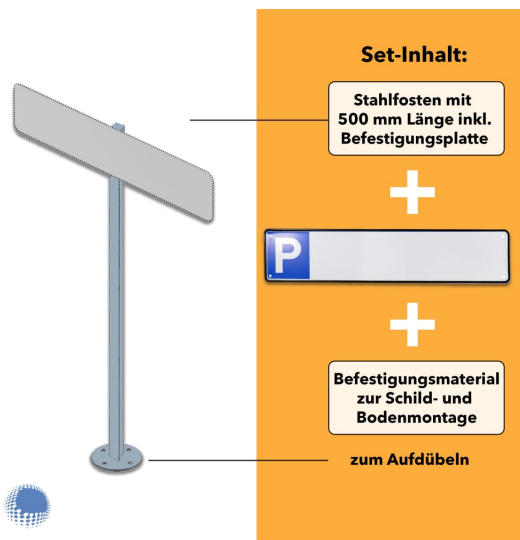 Set-Inhalt:
Stahlfosten mit
500 mm Länge inkl.
Befestigungsplatte
P
Befestigungsmaterial
zur Schild- und
Bodenmontage
zum Aufdübeln